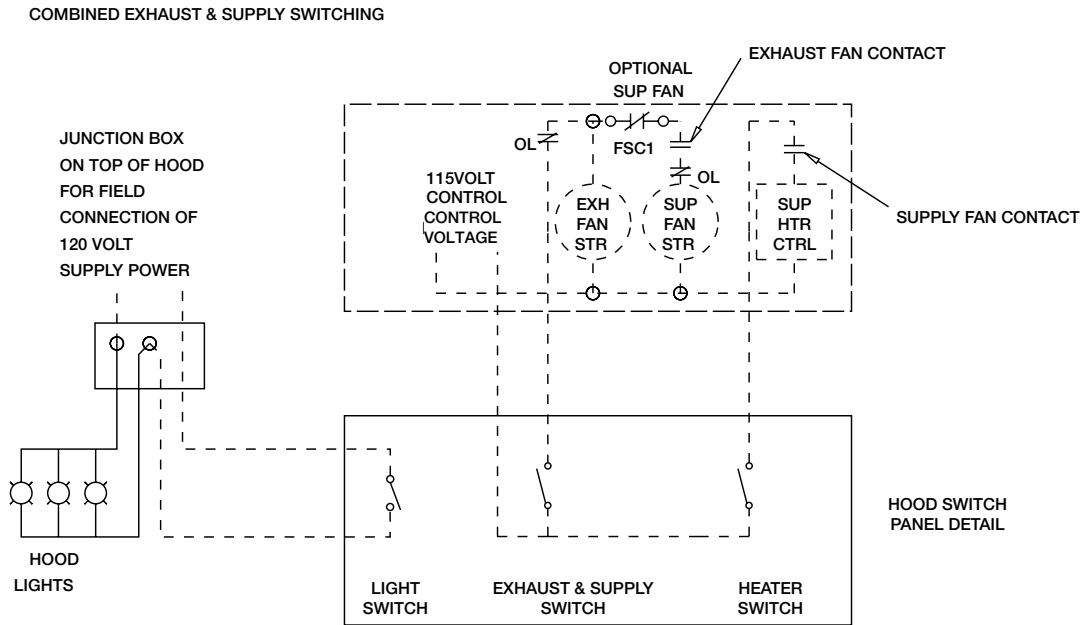 COMBINED EXHAUST & SUPPLY SWITCHING
EXHAUST FAN CONTACT
OPTIONAL
SUP FAN
JUNCTION BOX
ON TOP OF HOOD
FOR FIELD
CONNECTION OF
120 VOLT
SUPPLY POWER
OL
FSC1
OL
115VOLT
CONTROL
CONTROL
VOLTAGE
EXH
FAN
STR
SUP
FAN
STR
SUP
HTR
CTRL
SUPPLY FAN CONTACT
HOOD SWITCH
PANEL DETAIL
HOOD
LIGHTS
LIGHT
SWITCH
EXHAUST & SUPPLY
SWITCH
HEATER
SWITCH